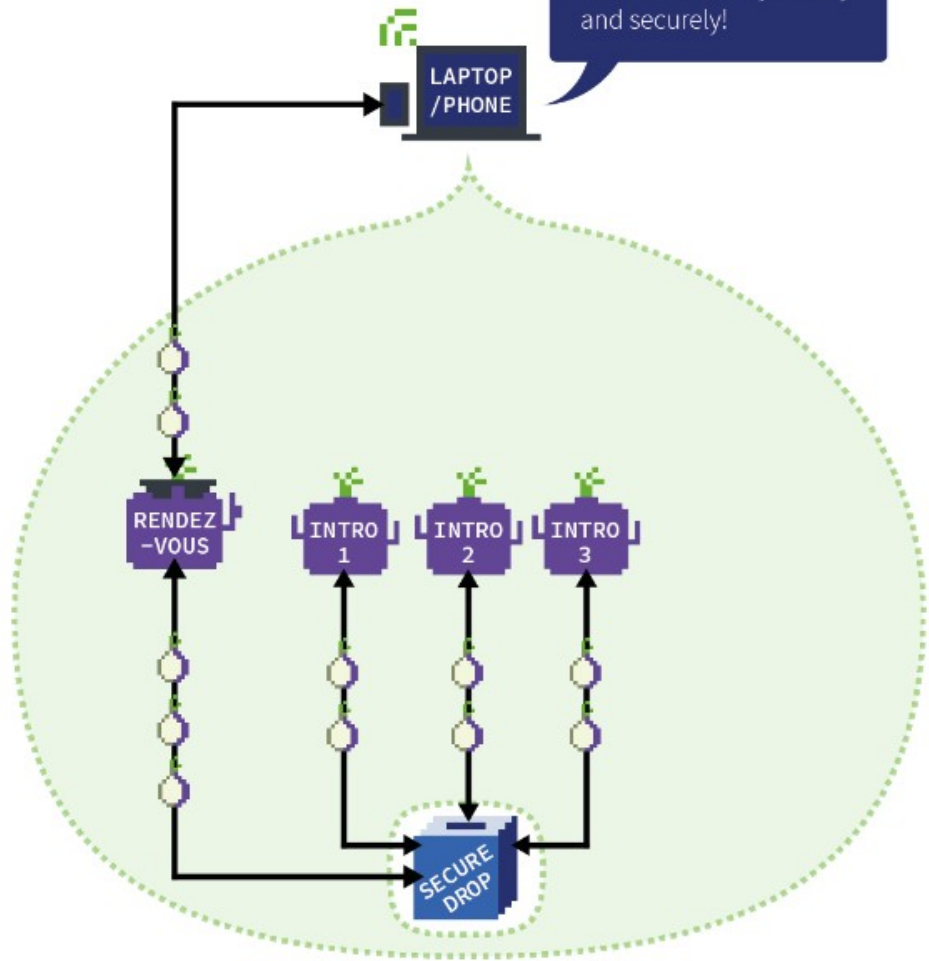 and securely!
LAPTOP
/PHONE
RENDEZ
-VOUS
INTRO
1
INTRO
2
INTRO
3
SECURE
DROP